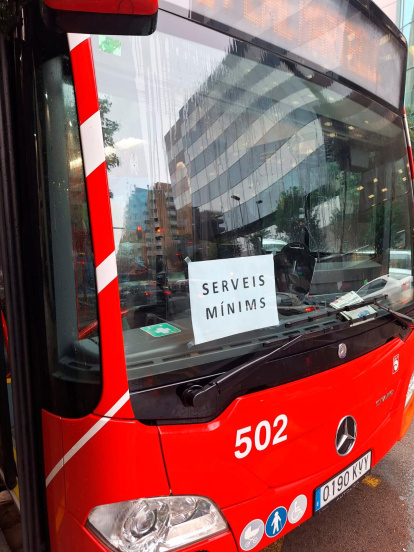 SERVEIS
MÍNIMS
502
0190 KVY